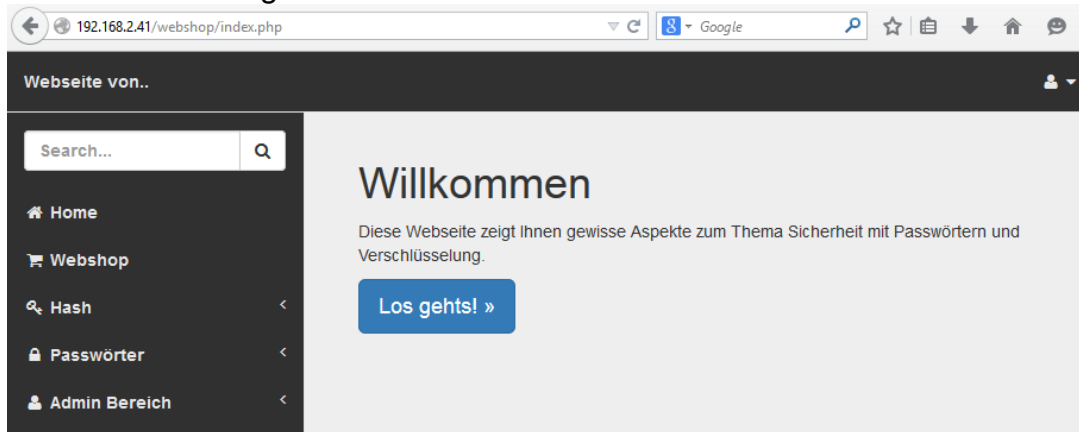 192.168.2.41/webshop/index.php
Google
Webseite von..
Search...
Home
Webshop
Hash
Passwörter
Admin Bereich
Willkommen
Diese Webseite zeigt Ihnen gewisse Aspekte zum Thema Sicherheit mit Passwörtern und
Verschlüsselung.
Los gehts! »